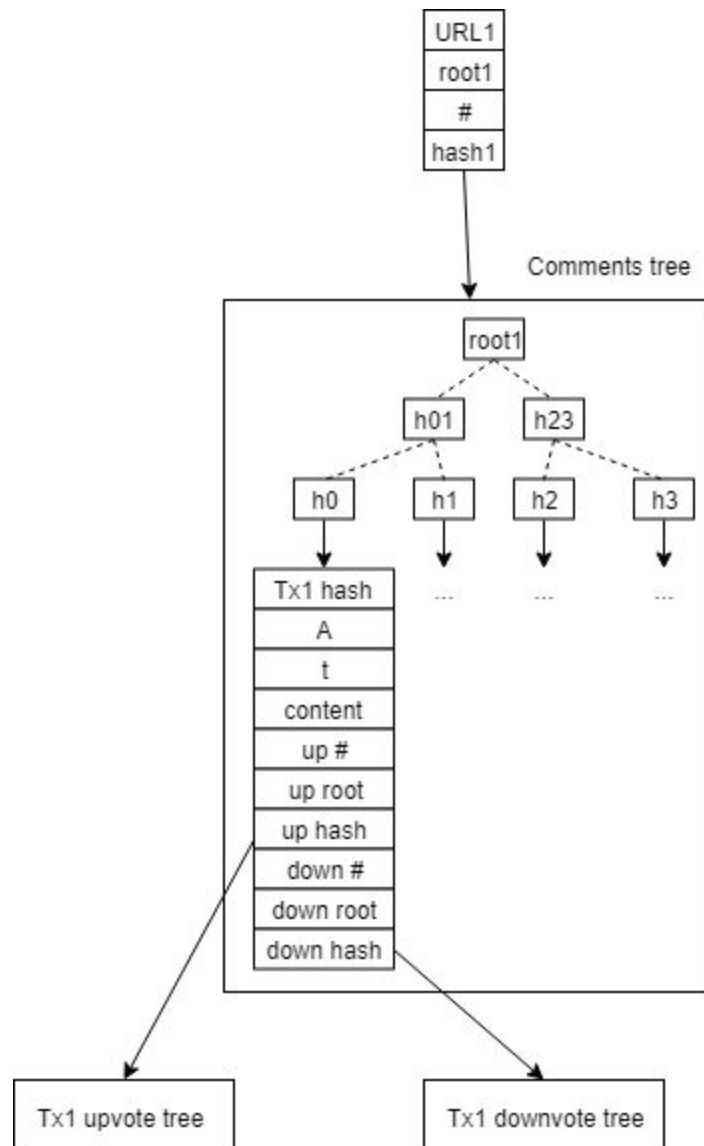 URL1
root1
#
hash1
Comments tree
root1
h01 h23
h0 h1 h2 h3
Tx1 hash ... ... ...
A
t
content
up #
up root
up hash
down #
down root
down hash
Tx1 upvote tree Tx1 downvote tree